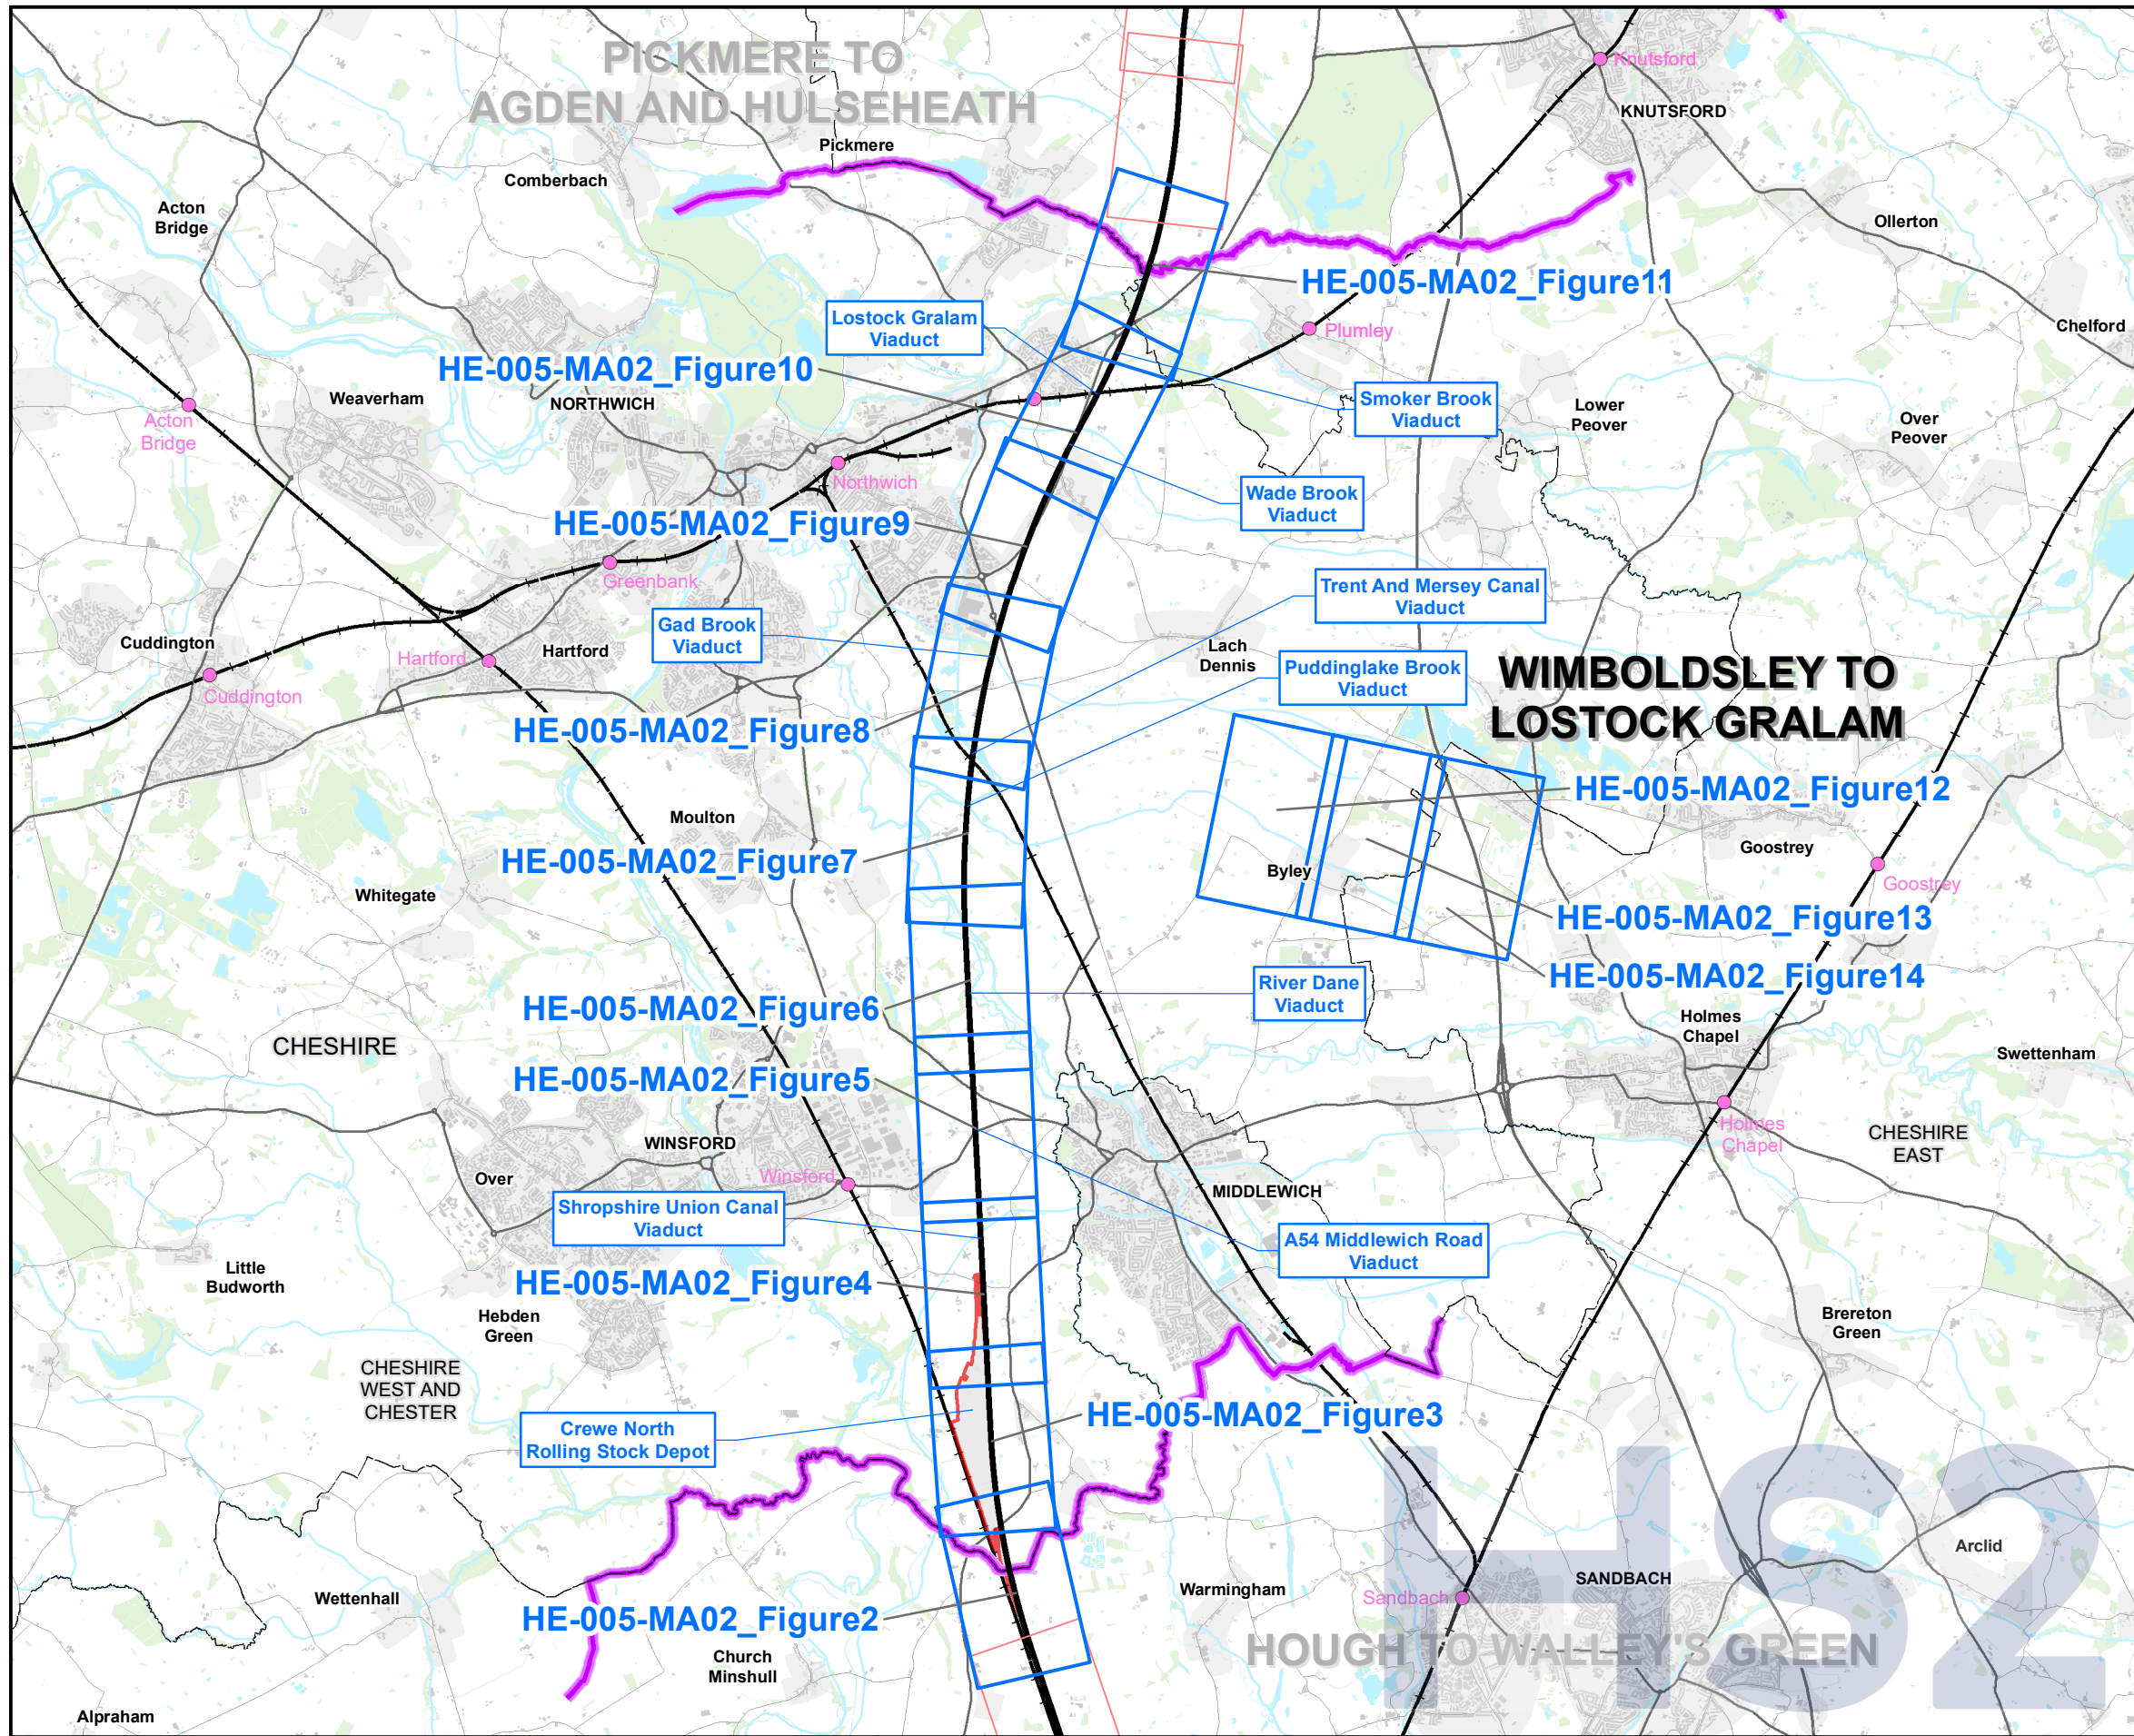 PICKMERE TO
AGDEN AND HULSEHEATH
Knutsford
KNUTSFORD
Pickmere
Comberbach
Acton
Bridge
Ollerton
HE-005-MA02_Figure11
Lostock Gralam
Viaduct
Plumley
Chelford
HE-005-MA02_Figure10
Weaverham
NORTHWICH
Acton
Bridge
Smoker Brook
Viaduct
Lower
Peover
Over
Peover
Northwich
Wade Brook
Viaduct
HE-005-MA02_Figure9
Greenbank
Trent And Mersey Canal
Viaduct
Gad Brook
Viaduct
Cuddington
Hartford
Hartford
Lach
Dennis
Puddinglake Brook
Viaduct
WIMBOLDSLEY TO
LOSTOCK GRALAM
Cuddington
HE-005-MA02_Figure8
HE-005-MA02_Figure12
Moulton
HE-005-MA02_Figure7
Goostrey
Byley
Goostrey
Whitegate
HE-005-MA02_Figure13
HE-005-MA02_Figure14
River Dane
Viaduct
HE-005-MA02_Figure6
Holmes
Chapel
CHESHIRE
Swettenham
HE-005-MA02_Figure5
Holmes
Chapel
CHESHIRE
EAST
WINSFORD
Over
Winsford
MIDDLEWICH
Shropshire Union Canal
Viaduct
A54 Middlewich Road
Viaduct
Little
Budworth
HE-005-MA02_Figure4
Hebden
Green
Brereton
Green
CHESHIRE
WEST AND
CHESTER
HE-005-MA02_Figure3
Crewe North
Rolling Stock Depot
HS2
Arclid
Wettenhall
Warmingham
SANDBACH
Sandbach
HE-005-MA02_Figure2
HOUGH TO WALLEY'S GREEN
Church
Minshull
Alpraham